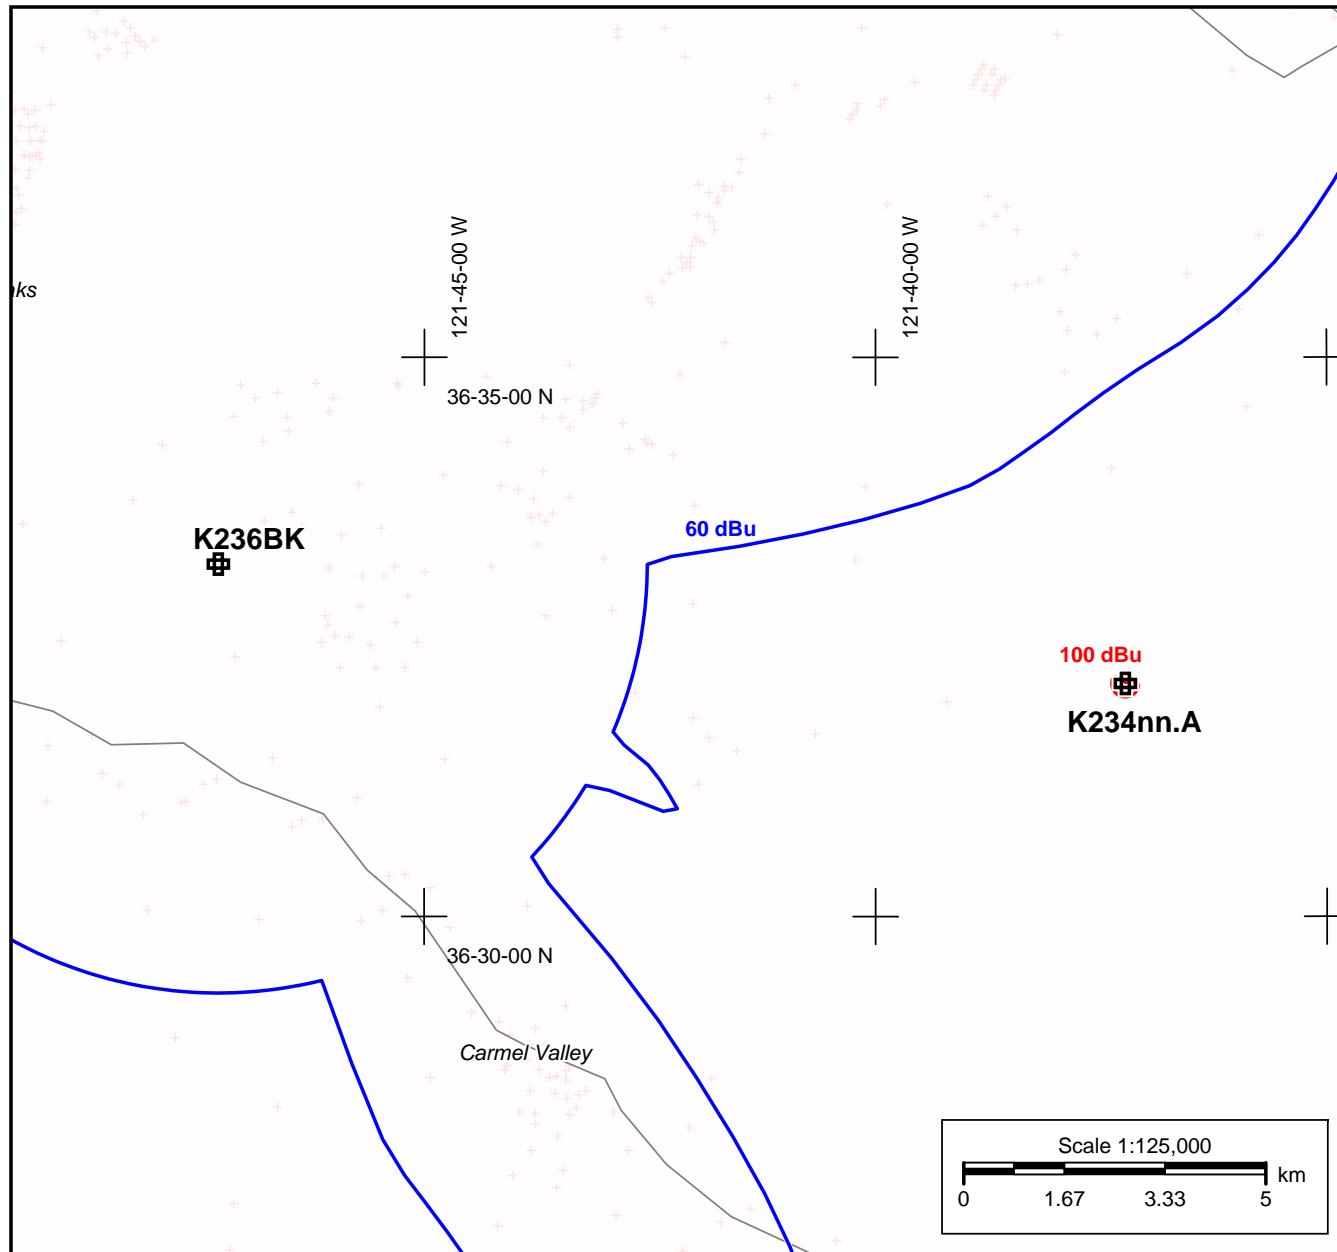 121-45-00 W
121-40-00 W
36-35-00 N
K236BK
60 dBu
100 dBu
K234nn.A
36-30-00 N
Carmel Valley
Scale 1:125,000
km
0 1.67 3.33 5